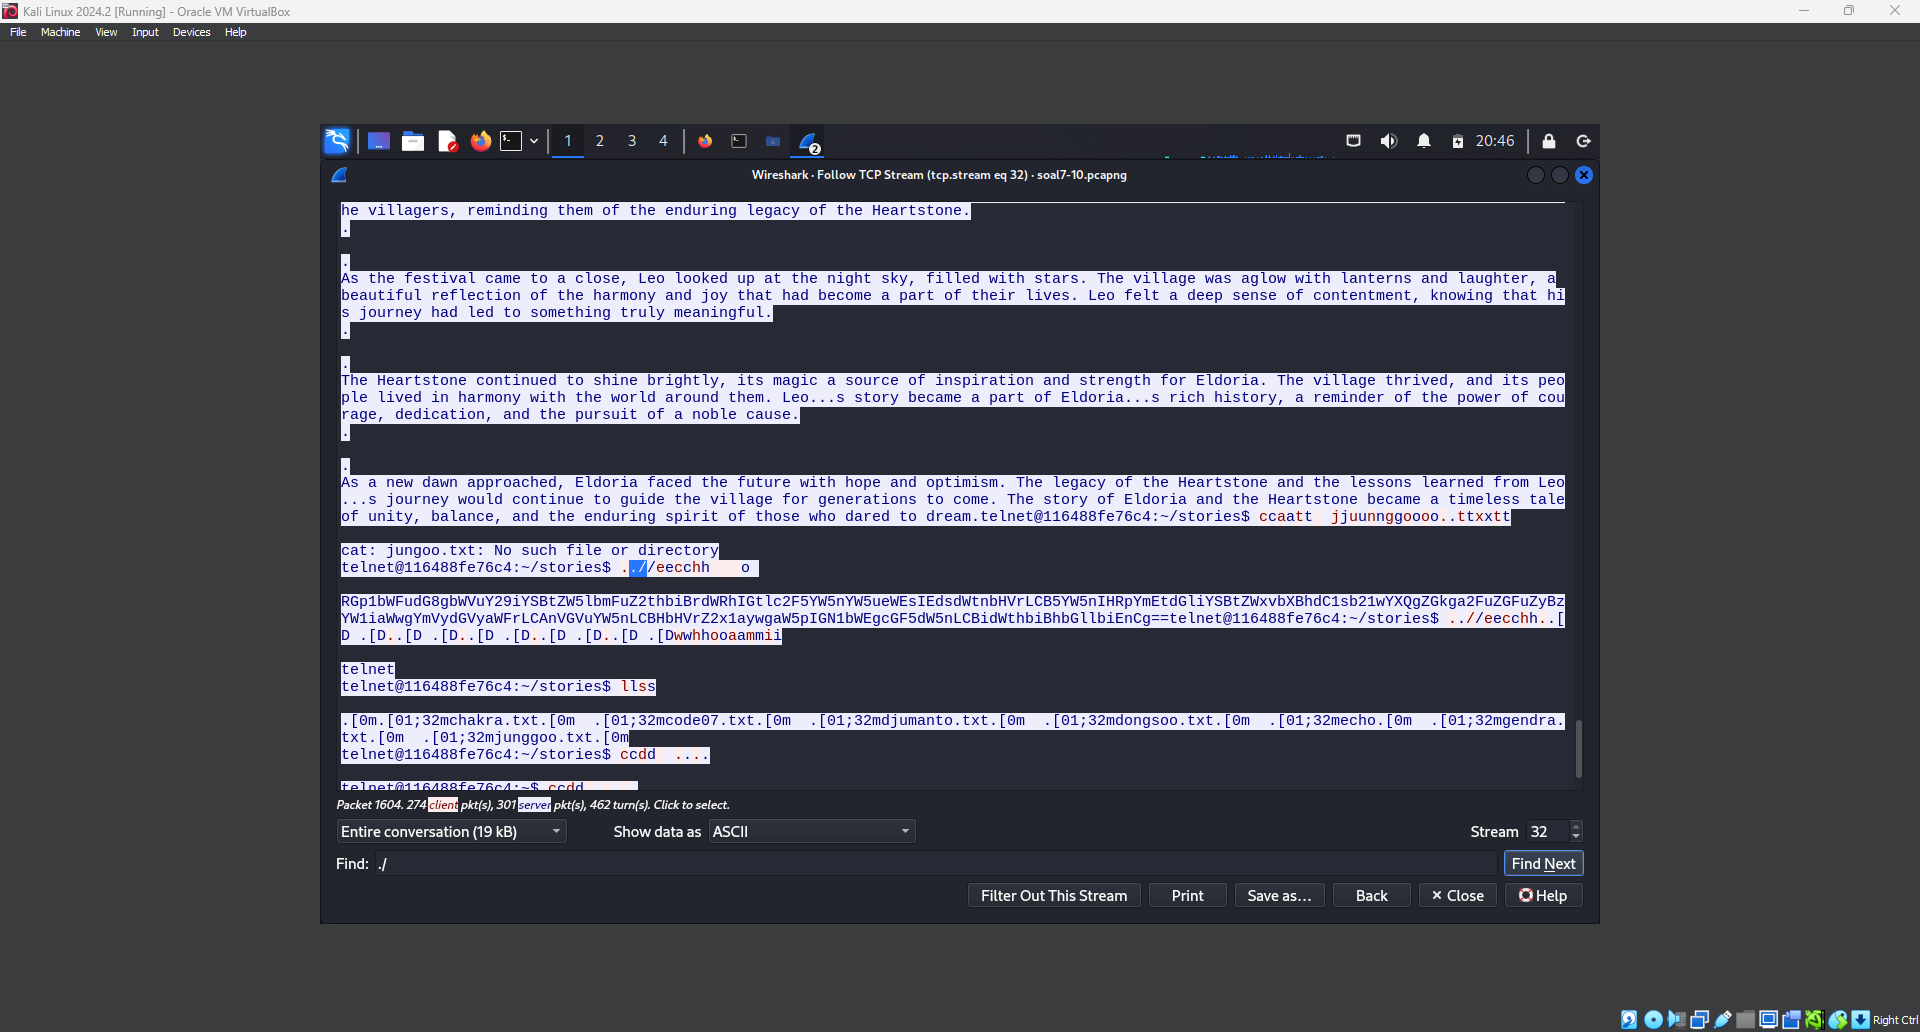 Kali Linux 2024.2 [Running] - Oracle VM VirtualBox
File Machine View Input Devices Help
1 2 3 4 2 20:46
Wireshark · Follow TCP Stream (tcp.stream eq 32) · soal7-10.pcapng
he villagers, reminding them of the enduring legacy of the Heartstone.
.
.
As the festival came to a close, Leo looked up at the night sky, filled with stars. The village was aglow with lanterns and laughter, a
beautiful reflection of the harmony and joy that had become a part of their lives. Leo felt a deep sense of contentment, knowing that hi
s journey had led to something truly meaningful.
.
.
The Heartstone continued to shine brightly, its magic a source of inspiration and strength for Eldoria. The village thrived, and its peo
ple lived in harmony with the world around them. Leo...s story became a part of Eldoria...s rich history, a reminder of the power of cou
rage, dedication, and the pursuit of a noble cause.
.
.
As a new dawn approached, Eldoria faced the future with hope and optimism. The legacy of the Heartstone and the lessons learned from Leo
...s journey would continue to guide the village for generations to come. The story of Eldoria and the Heartstone became a timeless tale
of unity, balance, and the enduring spirit of those who dared to dream.telnet@116488fe76c4:~/stories$ ccaatt  jjuunnggoooo..ttxxtt
cat: jungoo.txt: No such file or directory
telnet@116488fe76c4:~/stories$ ..//eecchh   o
RGp1bWFudG8gbWVuY29iYSBtZW5lbmFuZ2thbiBrdWRhIGtlc2F5YW5nYW5ueWEsIEdsdWtnbHVrLCB5YW5nIHRpYmEtdGliYSBtZWxvbXBhdC1sb21wYXQgZGkga2FuZGFuZyBz
YW1iaWwgYmVydGVyaWFrLCAnVGVuYW5nLCBHbHVrZ2x1aywgaW5pIGN1bWEgcGF5dW5nLCBidWthbiBhbGllbiEnCg==telnet@116488fe76c4:~/stories$ ..//eecchh..[
D .[D..[D .[D..[D .[D..[D .[D..[D .[Dwwhhooaammii
telnet
telnet@116488fe76c4:~/stories$ llss
.[0m.[01;32mchakra.txt.[0m  .[01;32mcode07.txt.[0m  .[01;32mdjumanto.txt.[0m  .[01;32mdongsoo.txt.[0m  .[01;32mecho.[0m  .[01;32mgendra.
txt.[0m  .[01;32mjunggoo.txt.[0m
telnet@116488fe76c4:~/stories$ ccdd  ....
telnet@116488fe76c4:~$ ccdd
Packet 1604. 274 client pkt(s), 301 server pkt(s), 462 turn(s). Click to select.
Entire conversation (19 kB) Show data as ASCII Stream 32
Find: ./ Find Next
Filter Out This Stream Print Save as… Back × Close Help
Right Ctrl